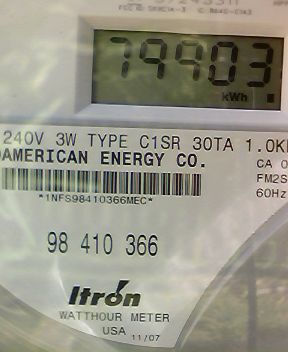 79903
kWh
240V 3W TYPE C1SR 30TA 1.0K
AMERICAN ENERGY CO.
CA 0
FM2S
60Hz
*1NFS98410366MEC*
98 410 366
Itron
WATTHOUR METER
USA 11/07